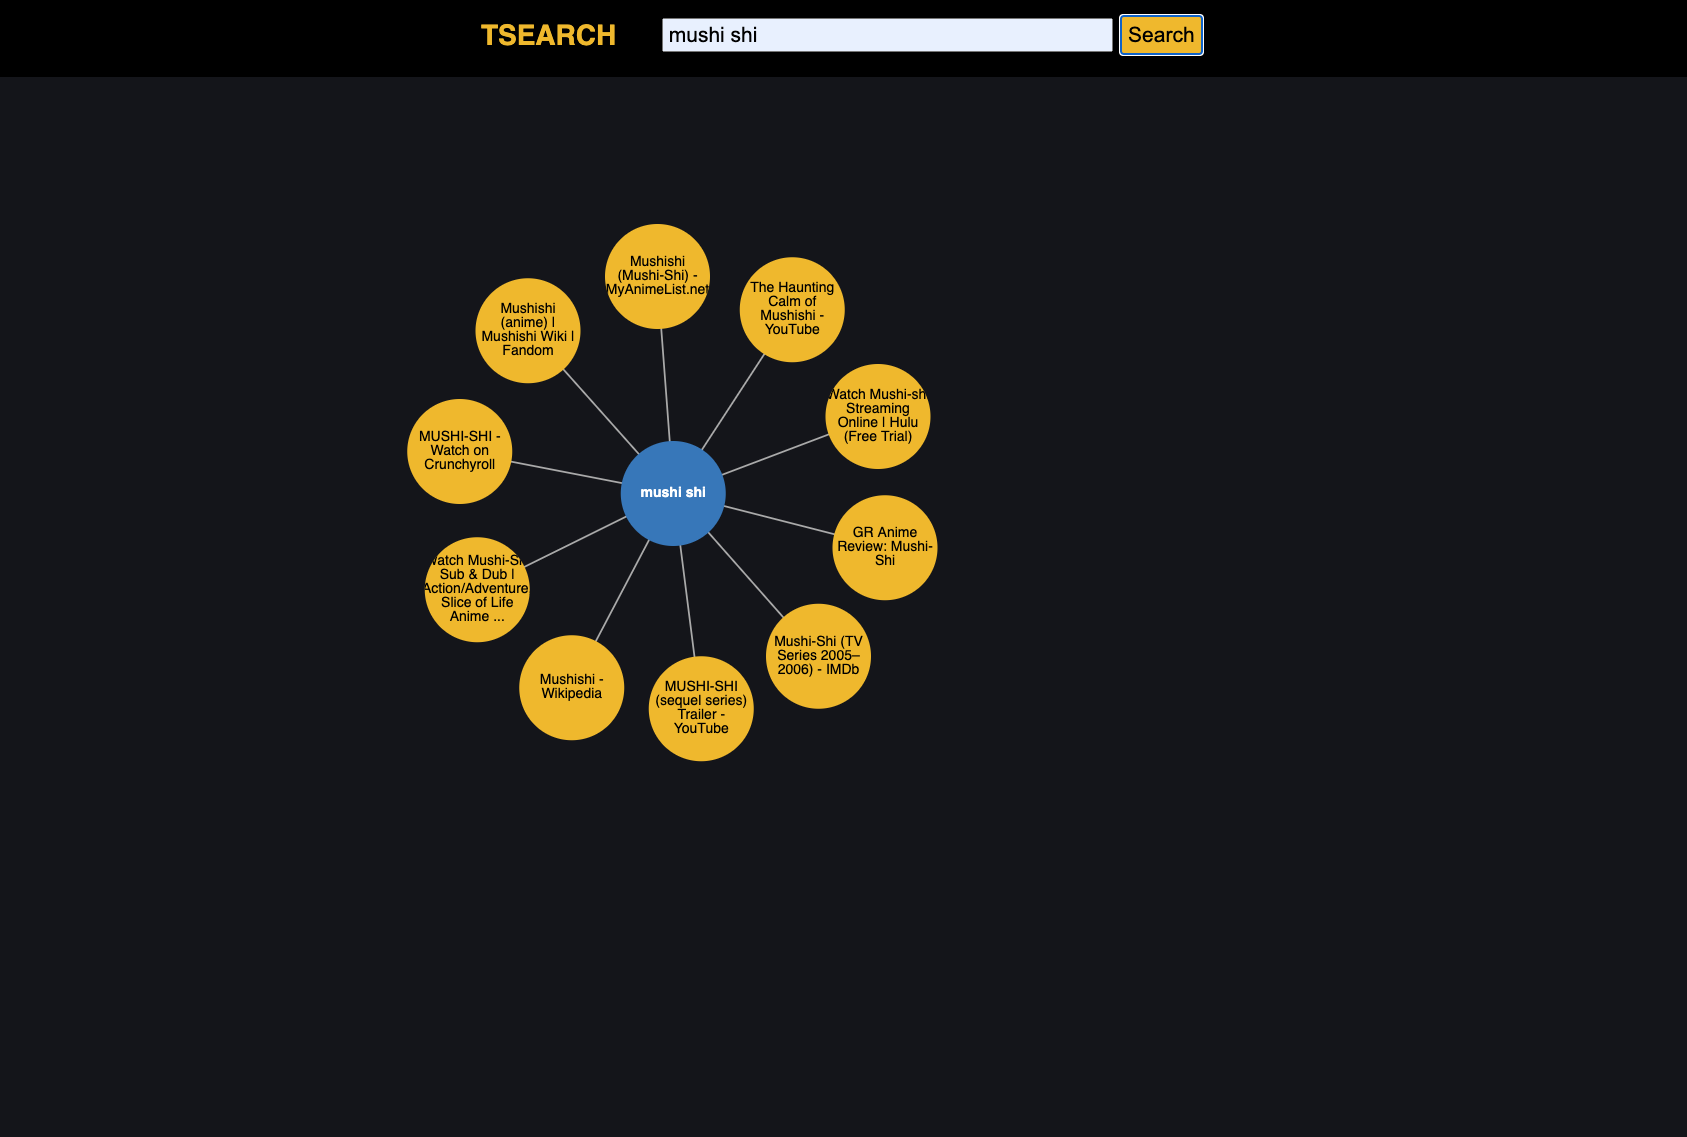 TSEARCH
mushi shi
Search
Mushishi
(Mushi-Shi) -
MyAnimeList.net
The Haunting
Calm of
Mushishi -
YouTube
Mushishi
(anime) |
Mushishi Wiki |
Fandom
Watch Mushi-shi
Streaming
Online | Hulu
(Free Trial)
MUSHI-SHI -
Watch on
Crunchyroll
mushi shi
GR Anime
Review: Mushi-
Shi
Watch Mushi-Shi
Sub & Dub |
Action/Adventure,
Slice of Life
Anime ...
Mushi-Shi (TV
Series 2005–
2006) - IMDb
Mushishi -
Wikipedia
MUSHI-SHI
(sequel series)
Trailer -
YouTube